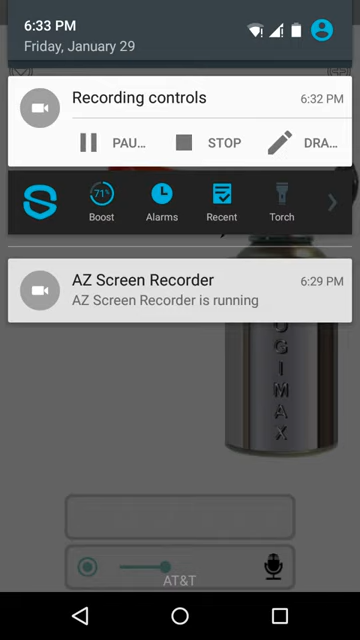 6:33 PM
Friday, January 29
Recording controls 6:32 PM
PAU... STOP DRA...
71%
Boost Alarms Recent Torch
AZ Screen Recorder 6:29 PM
AZ Screen Recorder is running
OGIMAX
AT&T